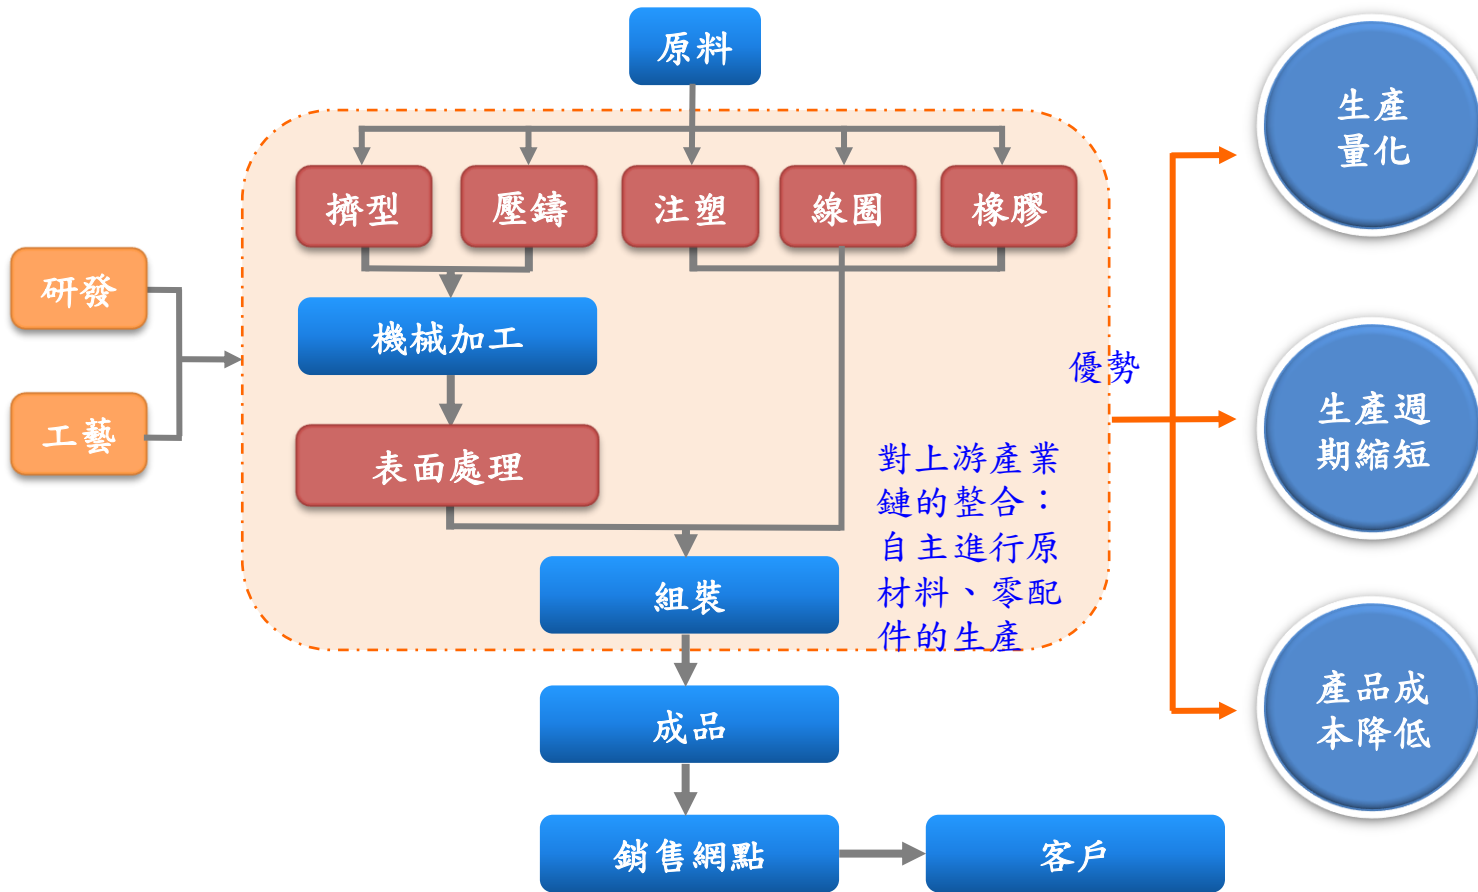 原料
擠型
壓鑄
注塑
線圈
橡膠
研發
工藝
機械加工
表面處理
組裝
成品
銷售網點
客戶
對上游產業
鏈的整合：
自主進行原
材料、零配
件的生產
優勢
生產
量化
生產週
期縮短
產品成
本降低